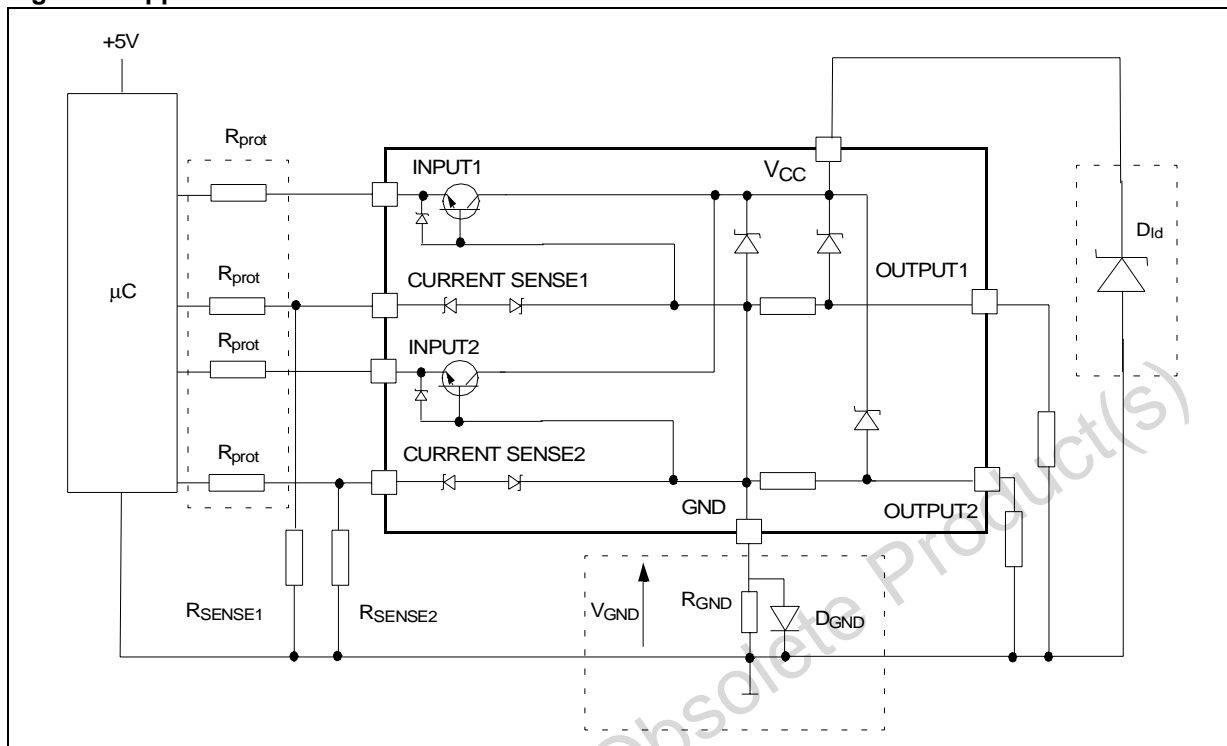 +5V
Rprot
INPUT1
VCC
Dld
μC
Rprot
CURRENT SENSE1
OUTPUT1
Rprot
INPUT2
Rprot
CURRENT SENSE2
GND
OUTPUT2
RSENSE1
RSENSE2
VGND
RGND
DGND
Obsolete Product(s)